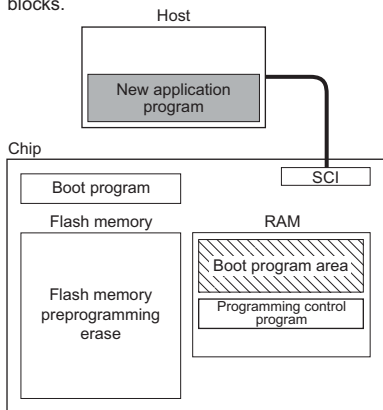 blocks.
Host
New application
program
Chip
SCI
Boot program
Flash memory
RAM
Boot program area
Flash memory
preprogramming
erase
Programming control
program